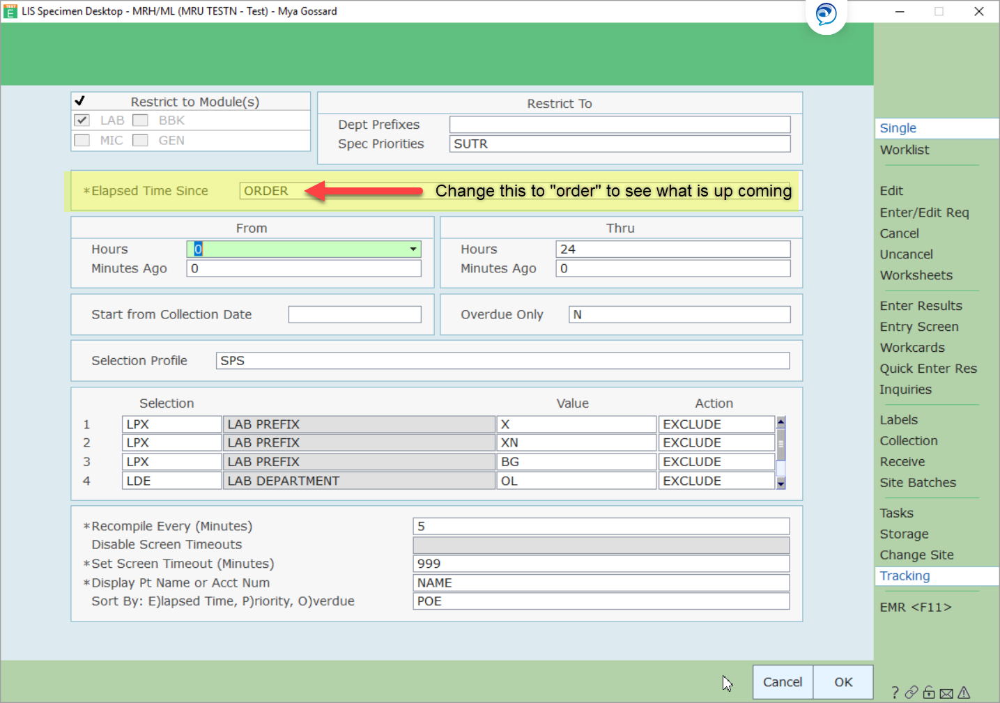 TEST
E
LIS Specimen Desktop - MRH/ML (MRU TESTN - Test) - Mya Gossard
Restrict to Module(s)
LAB BBK
MIC GEN
Restrict To
Dept Prefixes
Spec Priorities SUTR
*Elapsed Time Since ORDER Change this to "order" to see what is up coming
From
Hours 0
Minutes Ago 0
Thru
Hours 24
Minutes Ago 0
Start from Collection Date
Overdue Only N
Selection Profile SPS
Selection Value Action
1 LPX LAB PREFIX X EXCLUDE
2 LPX LAB PREFIX XN EXCLUDE
3 LPX LAB PREFIX BG EXCLUDE
4 LDE LAB DEPARTMENT OL EXCLUDE
*Recompile Every (Minutes) 5
Disable Screen Timeouts
*Set Screen Timeout (Minutes) 999
*Display Pt Name or Acct Num NAME
Sort By: E)lapsed Time, P)riority, O)verdue POE
Cancel OK
Single
Worklist
Edit
Enter/Edit Req
Cancel
Uncancel
Worksheets
Enter Results
Entry Screen
Workcards
Quick Enter Res
Inquiries
Labels
Collection
Receive
Site Batches
Tasks
Storage
Change Site
Tracking
EMR <F11>
?